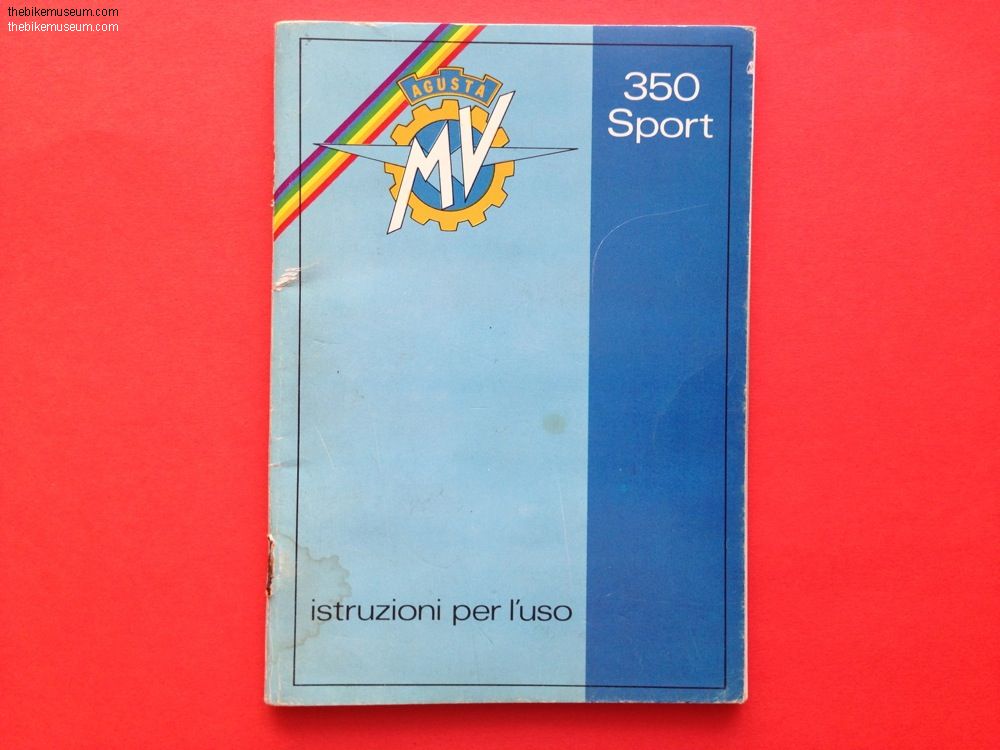 thebikemuseum.com
thebikemuseum.com
AGUSTA
MV
350
Sport
istruzioni per l'uso